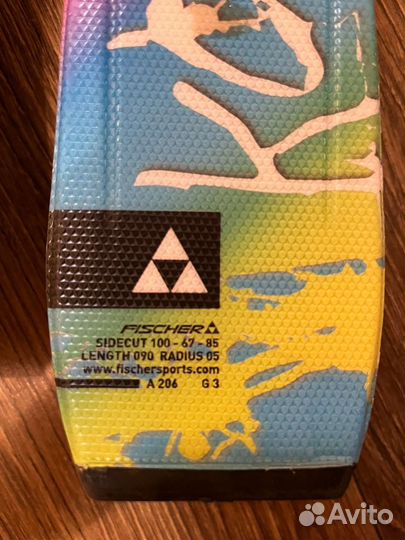 FISCHER
SIDECUT 100 - 67 - 85
LENGTH 090 RADIUS 05
www.fischersports.com
A 206 G 3
Avito